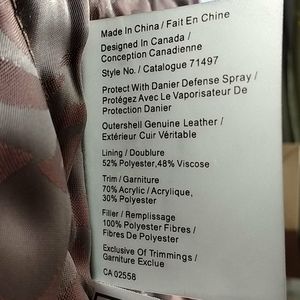 Made In China / Fait En Chine
Designed In Canada /
Conception Canadienne
Style No. / Catalogue 71497
Protect With Danier Defense Spray /
Protégez Avec Le Vaporisateur De
Protection Danier
Outershell Genuine Leather /
Extérieur Cuir Véritable
Lining / Doublure
52% Polyester,48% Viscose
Trim / Garniture
70% Acrylic / Acrylique,
30% Polyester
Filler / Remplissage
100% Polyester Fibres /
Fibres De Polyester
Exclusive Of Trimmings /
Garniture Exclue
CA 02558